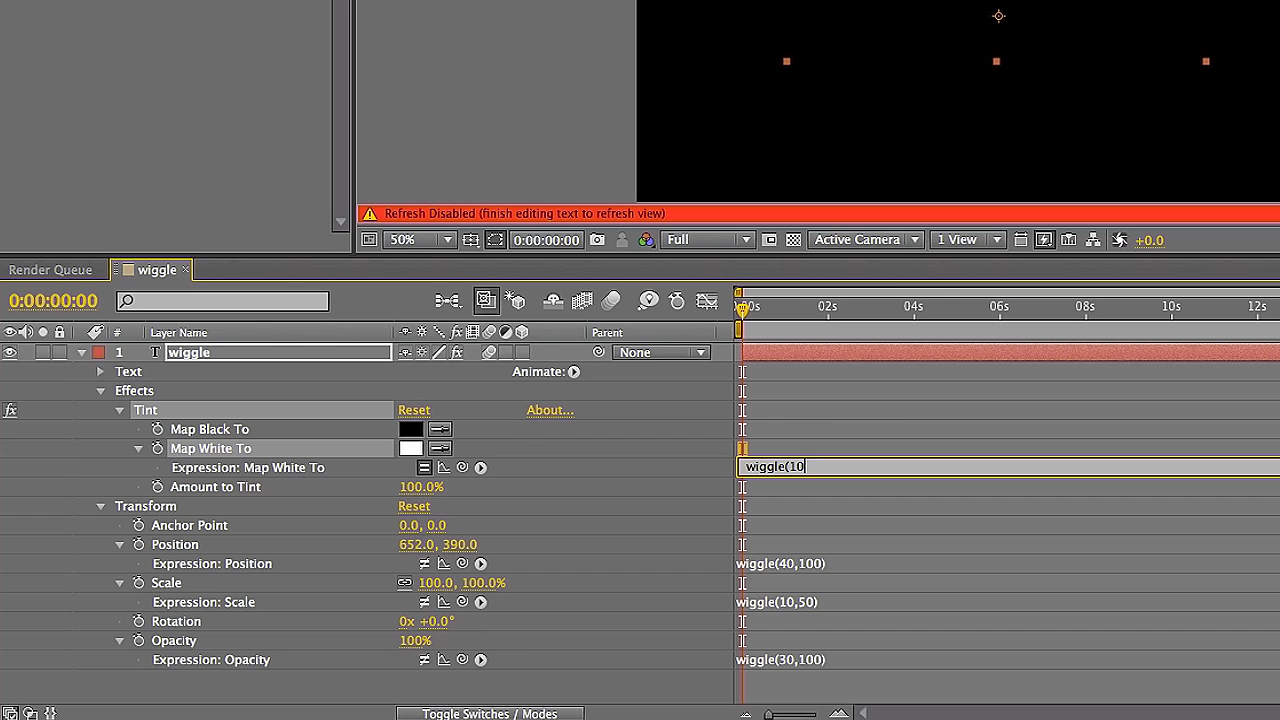 Refresh Disabled (finish editing text to refresh view)
50% 0:00:00:00 Full Active Camera 1 View +0.0
Render Queue wiggle ×
0:00:00:00
02s 04s 06s 08s 10s 12s
# Layer Name fx Parent
1 T wiggle fx None
Text Animate:
Effects
fx Tint Reset About...
Map Black To
Map White To
Expression: Map White To wiggle(10
Amount to Tint 100.0%
Transform Reset
Anchor Point 0.0, 0.0
Position 652.0, 390.0
Expression: Position wiggle(40,100)
Scale 100.0, 100.0%
Expression: Scale wiggle(10,50)
Rotation 0x +0.0°
Opacity 100%
Expression: Opacity wiggle(30,100)
Toggle Switches / Modes